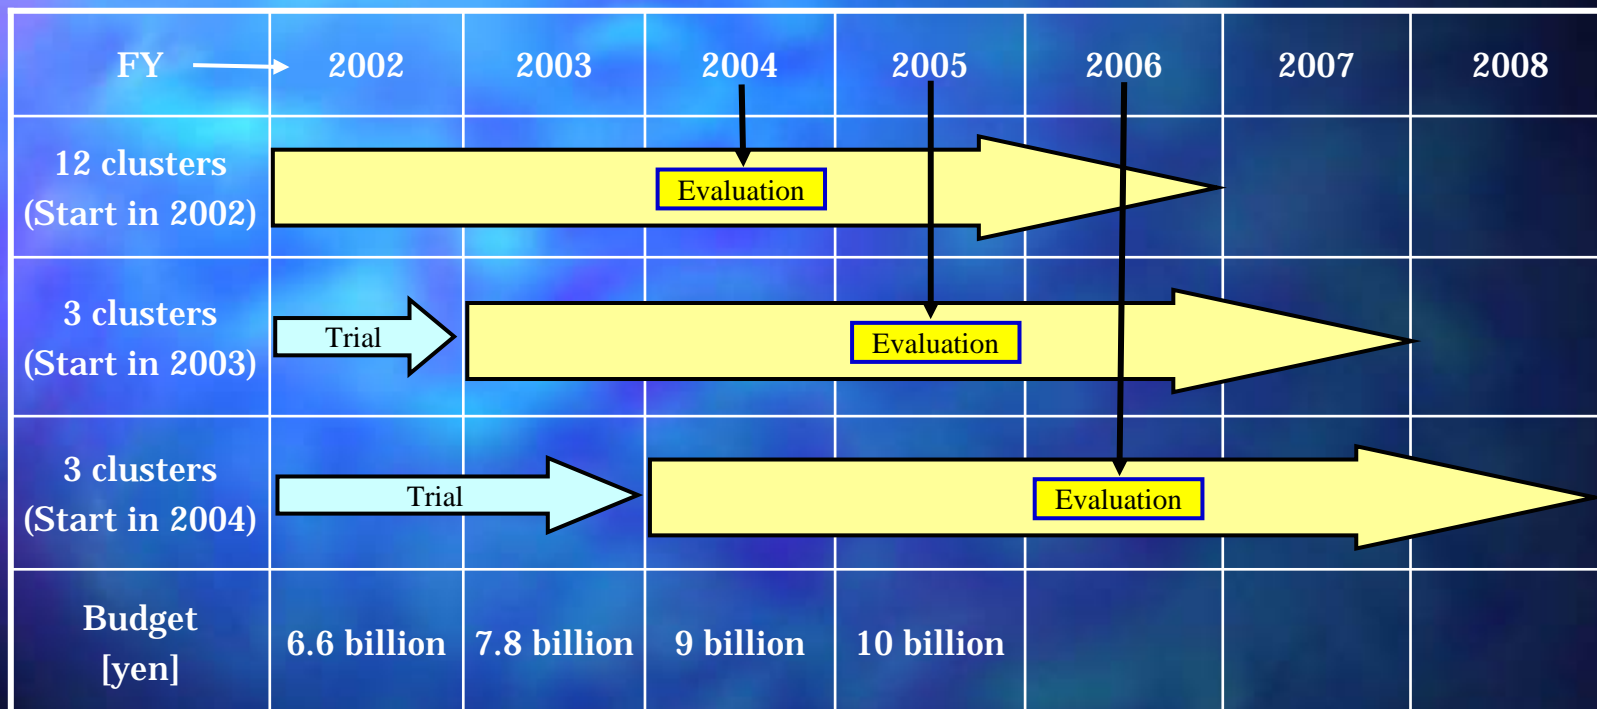 FY 2002 2003 2004 2005 2006 2007 2008
12 clusters
(Start in 2002)
Evaluation
3 clusters
(Start in 2003)
Trial
Evaluation
3 clusters
(Start in 2004)
Trial
Evaluation
Budget
[yen]
6.6 billion 7.8 billion 9 billion 10 billion